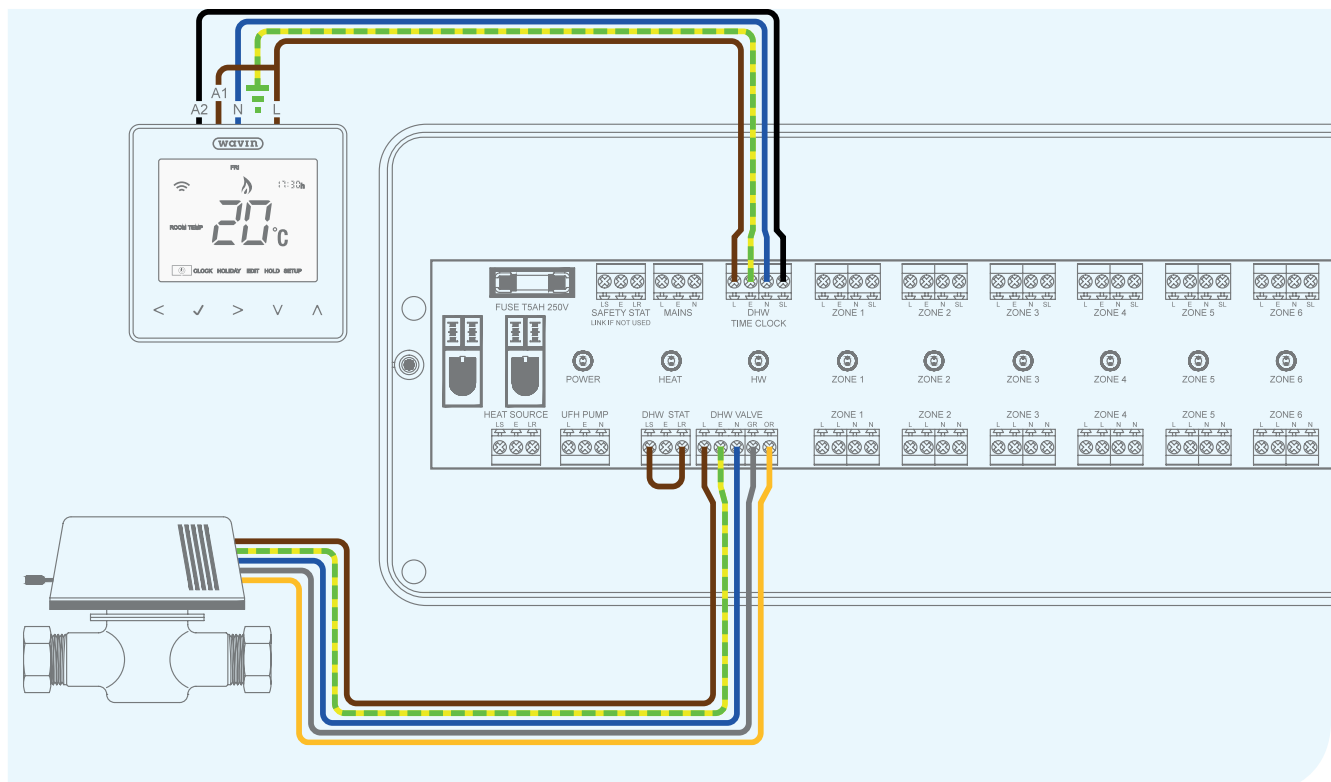 A2 A1 N L
wavin
FRI
17:30h
20°C
ROOM TEMP
CLOCK HOLIDAY EDIT HOLD SETUP
FUSE T5AH 250V
LS E LR
SAFETY STAT
LINK IF NOT USED
L E N
MAINS
L E N SL
DHW
TIME CLOCK
L E N SL
ZONE 1
L E N SL
ZONE 2
L E N SL
ZONE 3
L E N SL
ZONE 4
L E N SL
ZONE 5
L E N SL
ZONE 6
POWER
HEAT
HW
ZONE 1
ZONE 2
ZONE 3
ZONE 4
ZONE 5
ZONE 6
HEAT SOURCE
LS E LR
UFH PUMP
L E N
DHW STAT
LS E LR
DHW VALVE
L E N GR OR
ZONE 1
L L N N
ZONE 2
L L N N
ZONE 3
L L N N
ZONE 4
L L N N
ZONE 5
L L N N
ZONE 6
L L N N